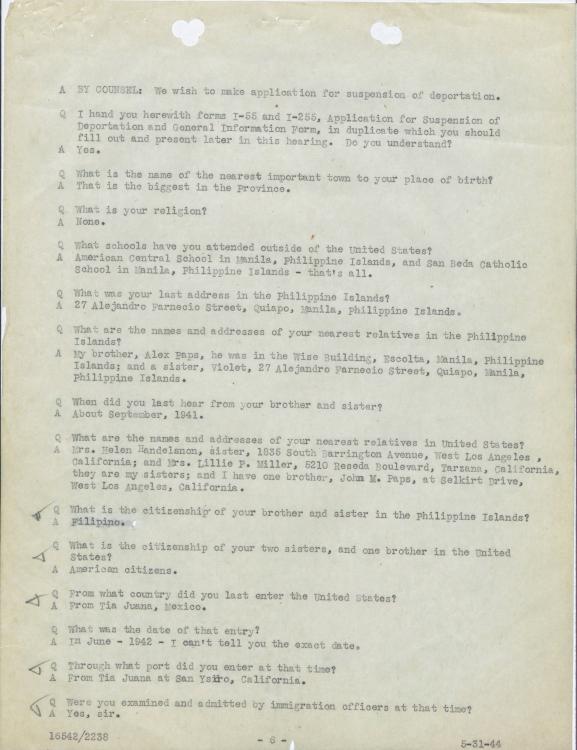 A BY COUNSEL: We wish to make application for suspension of deportation.
Q I hand you herewith forms I-55 and I-255, Application for Suspension of
Deportation and General Information Form, in duplicate which you should
fill out and present later in this hearing. Do you understand?
A Yes.
Q What is the name of the nearest important town to your place of birth?
A That is the biggest in the Province.
Q What is your religion?
A None.
Q What schools have you attended outside of the United States?
A American Central School in Manila, Philippine Islands, and San Beda Catholic
School in Manila, Philippine Islands - that's all.
Q What was your last address in the Philippine Islands?
A 27 Alejandro Farnecio Street, Quiapo, Manila, Philippine Islands.
Q What are the names and addresses of your nearest relatives in the Philippine
Islands?
A My brother, Alex Paps, he was in the Wise Building, Escolta, Manila, Philippine
Islands; and a sister, Violet, 27 Alejandro Farnecio Street, Quiapo, Manila,
Philippine Islands.
Q When did you last hear from your brother and sister?
A About September, 1941.
Q What are the names and addresses of your nearest relatives in United States?
A Mrs. Helen Handelsnon, sister, 1835 South Barrington Avenue, West Los Angeles ,
California; and Mrs. Lillie P. Miller, 5210 Reseda Boulevard, Tarzana, California,
they are my sisters; and I have one brother, John M. Paps, at Selkirt Drive,
West Los Angeles, California.
Q What is the citizenship of your brother and sister in the Philippine Islands?
A Filipino.
Q What is the citizenship of your two sisters, and one brother in the United
States?
A American citizens.
Q From what country did you last enter the United States?
A From Tia Juana, Mexico.
Q What was the date of that entry?
A In June - 1942 - I can't tell you the exact date.
Q Through what port did you enter at that time?
A From Tia Juana at San Ysiro, California.
Q Were you examined and admitted by immigration officers at that time?
A Yes, sir.
16542/2238
- 6 -
5-31-44